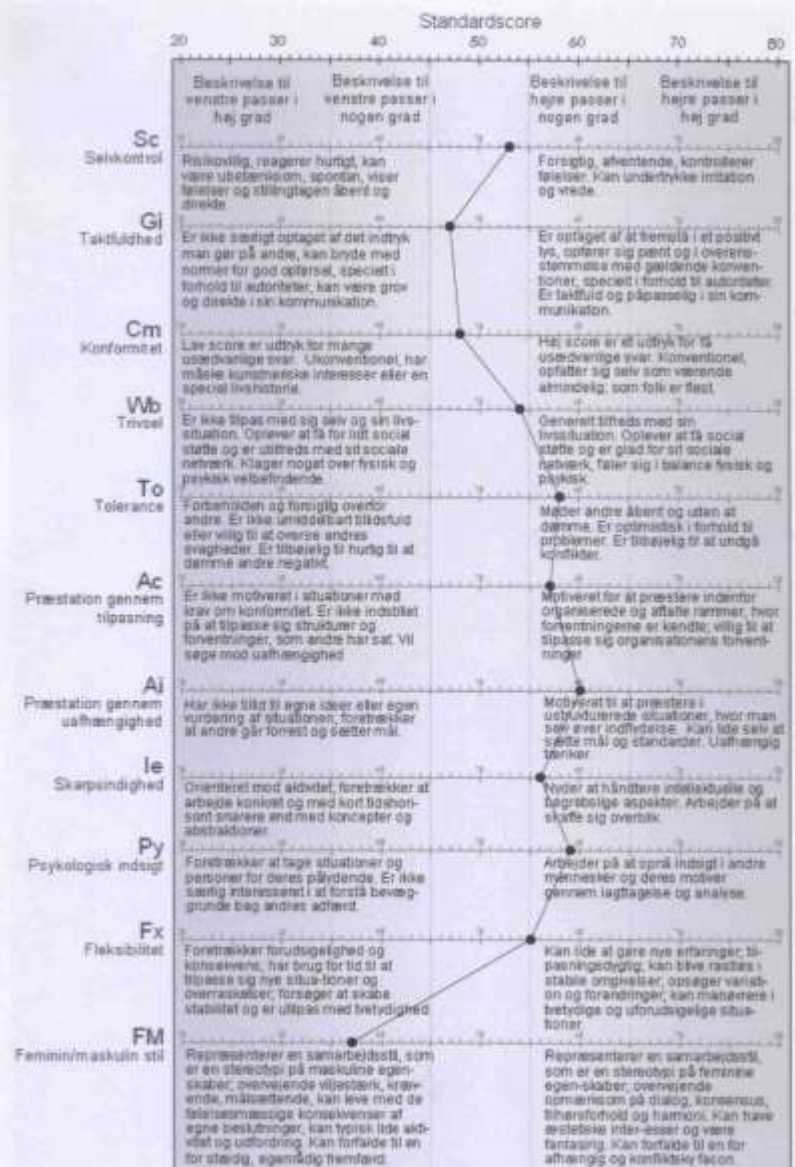 Standardscore
20 30 40 50 60 70 80
Beskrivelse til venstre passer i høj grad
Beskrivelse til venstre passer i nogen grad
Beskrivelse til højre passer i nogen grad
Beskrivelse til højre passer i høj grad
Sc
Selvkontrol
Risikovillig, reagerer hurtigt, kan
være ubetænksom, spontan, viser
følelser og stillingtagen åbent og
direkte.
Forsigtig, afventende, kontrollerer
følelser. Kan undertrykke irritation
og vrede.
Gi
Taktfuldhed
Er ikke særligt optaget af det indtryk
man gør på andre, kan bryde med
normer for god opførsel, specielt i
forhold til autoriteter, kan være grov
og direkte i sin kommunikation.
Er optaget af at fremstå i et positivt
lys, opfører sig pænt og i overens-
stemmelse med gældende konven-
tioner, specielt i forhold til autoriteter.
Er taktfuld og påpasselig i sin kom-
munikation.
Cm
Konformitet
Lav score er udtryk for mange
usædvanlige svar. Ukonventionel, har
måske kunstneriske interesser eller en
speciel livshistorie.
Høj score er et udtryk for få
usædvanlige svar. Konventionel,
opfatter sig selv som værende
almindelig; som folk er flest.
Wb
Trivsel
Er ikke tilpas med sig selv og sin livs-
situation. Oplever at få for lidt social
støtte og er utilfreds med sit sociale
netværk. Klager noget over fysisk og
psykisk velbefindende.
Generelt tilfreds med sin
livssituation. Oplever at få social
støtte og er glad for sit sociale
netværk, føler sig i balance fysisk og
psykisk.
To
Tolerance
Forbeholden og forsigtig overfor
andre. Er ikke umiddelbart tillidsfuld
eller villig til at overse andres
svagheder. Er tilbøjelig til hurtig til at
dømme andre negativt.
Møder andre åbent og uden at
dømme. Er optimistisk i forhold til
problemer. Er tilbøjelig til at undgå
konflikter.
Ac
Præstation gennem
tilpasning
Er ikke motiveret i situationer med
krav om konformitet. Er ikke indstillet
på at tilpasse sig strukturer og
forventninger, som andre har sat. Vil
søge mod uafhængighed
Motiveret for at præstere indenfor
organiserede og aftalte rammer, hvor
forventningerne er kendte; villig til at
tilpasse sig organisationens forvent-
ninger
Ai
Præstation gennem
uafhængighed
Har ikke tillid til egne ideer eller egen
vurdering af situationen; foretrækker
at andre går forrest og sætter mål.
Motiveret til at præstere i
ustrukturerede situationer, hvor man
selv øver indflydelse. Kan lide selv at
sætte mål og standarder. Uafhængig
tænker.
Ie
Skarpsindighed
Orienteret mod aktivitet, foretrækker at
arbejde konkret og med kort tidshori-
sont snarere end med koncepter og
abstraktioner.
Nyder at håndtere intellektuelle og
begrebslige aspekter. Arbejder på at
skaffe sig overblik.
Py
Psykologisk indsigt
Foretrækker at tage situationer og
personer for deres pålydende. Er ikke
særlig interesseret i at forstå bevæg-
grunde bag andres adfærd.
Arbejder på at opnå indsigt i andre
mennesker og deres motiver
gennem iagttagelse og analyse.
Fx
Fleksibilitet
Foretrækker forudsigelighed og
konsekvens, har brug for tid til at
tilpasse sig nye situa-tioner og
overraskelser, forsøger at skabe
stabilitet og er utilpas med tvetydighed
Kan lide at gøre nye erfaringer; til-
pasningsdygtig, kan blive rastløs i
stabile omgivelser, opsøger variati-
on og forandringer, kan manøvrere i
tvetydige og uforudsigelige situa-
tioner
FM
Feminin/maskulin stil
Repræsenterer en samarbejdsstil, som
er en stereotypi på maskuline egen-
skaber; overvejende viljestærk, kræv-
ende, målsættende, kan leve med de
følelsesmæssige konsekvenser af
egne beslutninger, kan typisk lide akti-
vitet og udfordring. Kan forfalde til en
for stædig, egenrådig fremfærd.
Repræsenterer en samarbejdsstil,
som er en stereotypi på feminine
egen-skaber; overvejende
opmærksom på dialog, konsensus,
tilhørsforhold og harmoni. Kan have
æstetiske inter-esser og være
fantasirig. Kan forfalde til en for
afhængig og konfliktsky facon.